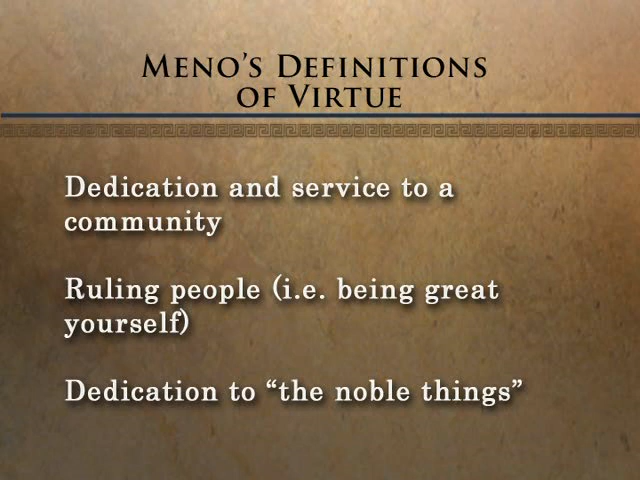 Meno’s Definitions
of Virtue
Dedication and service to a
community
Ruling people (i.e. being great
yourself)
Dedication to “the noble things”